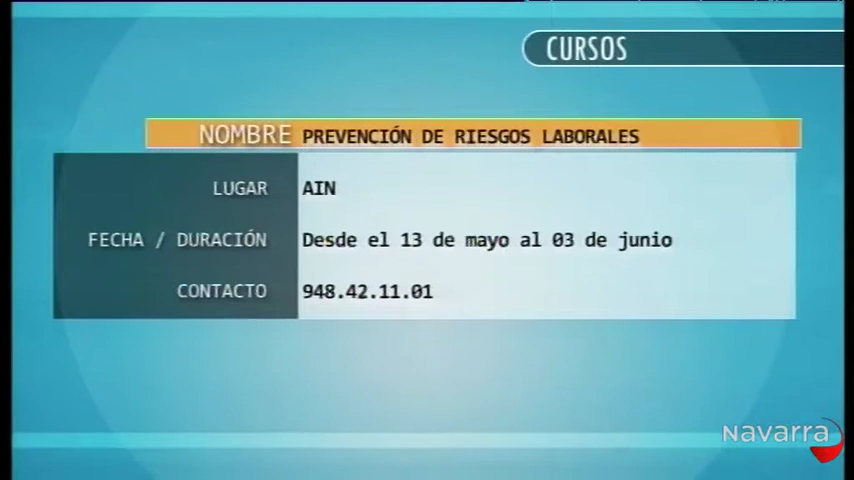 CURSOS
NOMBRE PREVENCIÓN DE RIESGOS LABORALES
LUGAR AIN
FECHA / DURACIÓN Desde el 13 de mayo al 03 de junio
CONTACTO 948.42.11.01
Navarra